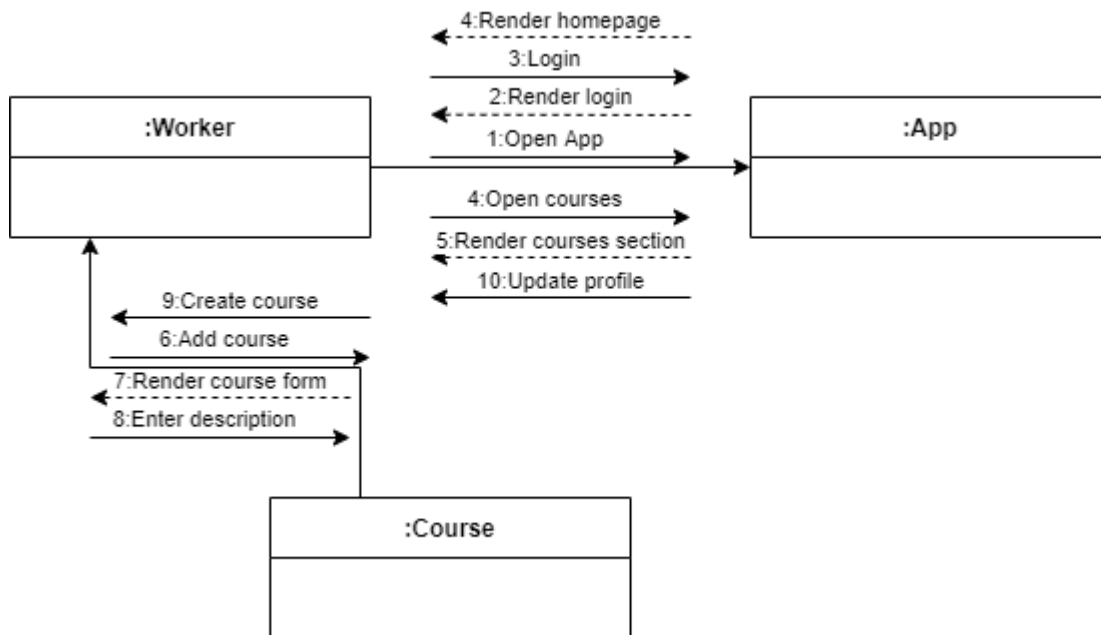 4:Render homepage
3:Login
2:Render login
:Worker
:App
1:Open App
4:Open courses
5:Render courses section
10:Update profile
9:Create course
6:Add course
7:Render course form
8:Enter description
:Course